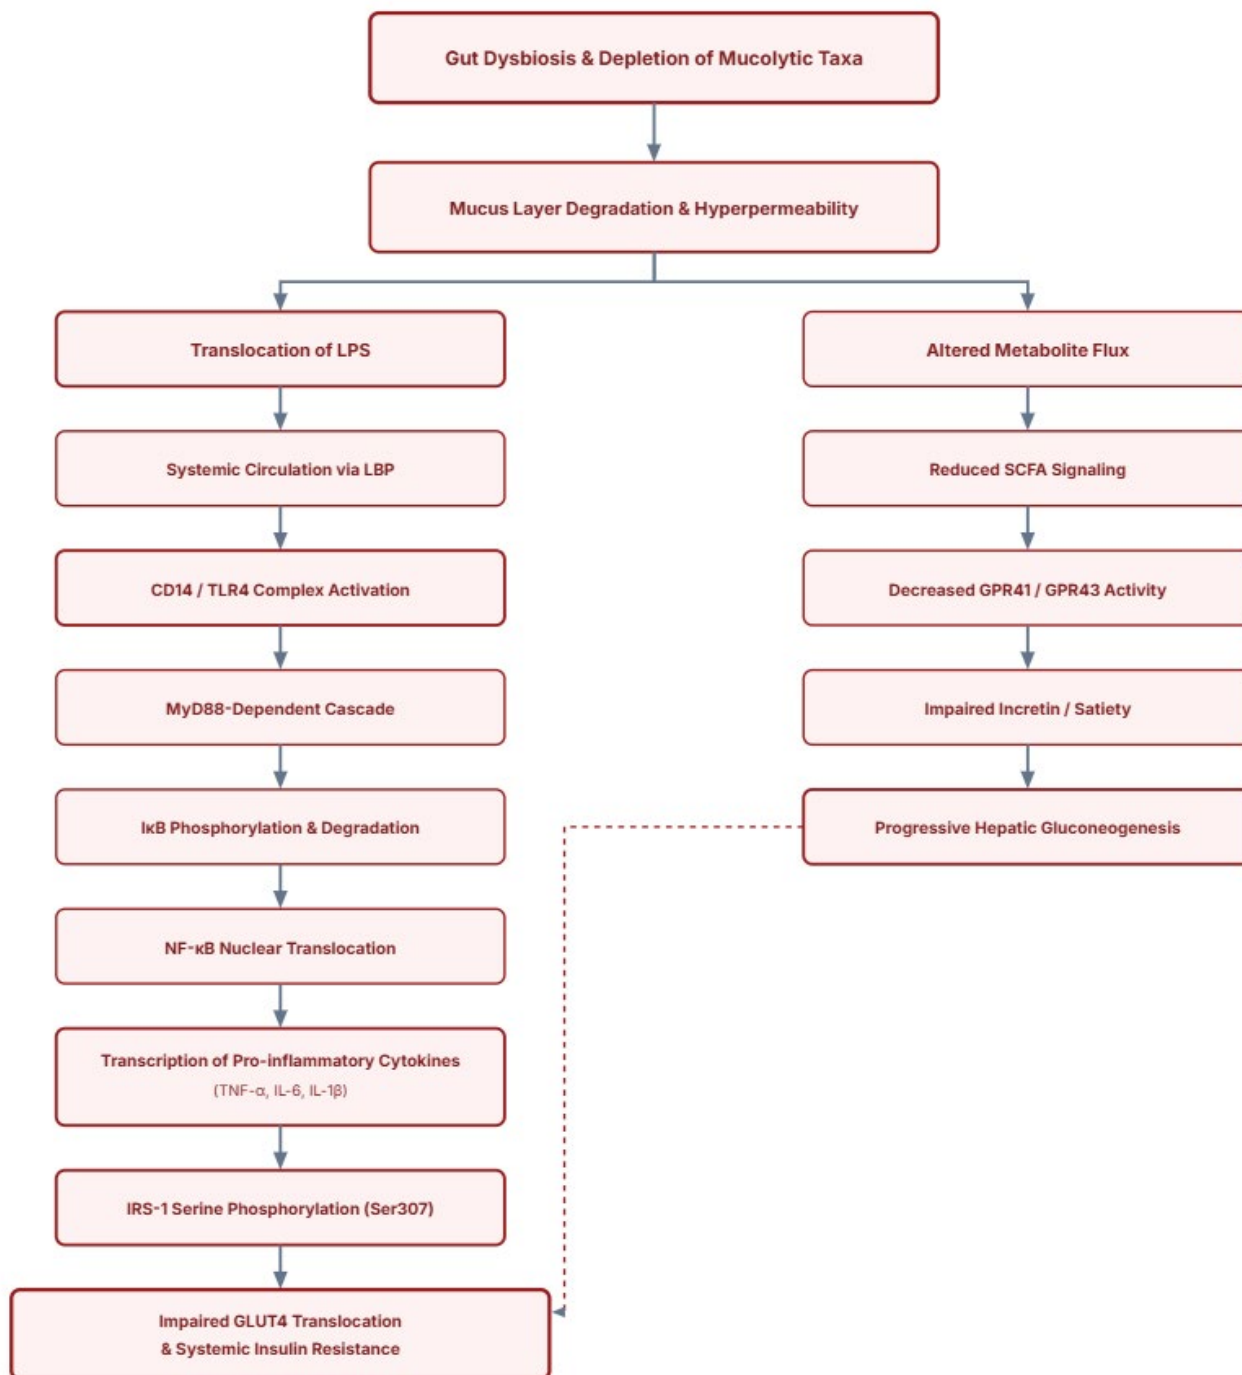 Gut Dysbiosis & Depletion of Mucolytic Taxa
Mucus Layer Degradation & Hyperpermeability
Translocation of LPS
Systemic Circulation via LBP
CD14 / TLR4 Complex Activation
MyD88-Dependent Cascade
IκB Phosphorylation & Degradation
NF-κB Nuclear Translocation
Transcription of Pro-inflammatory Cytokines
(TNF-α, IL-6, IL-1β)
IRS-1 Serine Phosphorylation (Ser307)
Impaired GLUT4 Translocation
& Systemic Insulin Resistance
Altered Metabolite Flux
Reduced SCFA Signaling
Decreased GPR41 / GPR43 Activity
Impaired Incretin / Satiety
Progressive Hepatic Gluconeogenesis